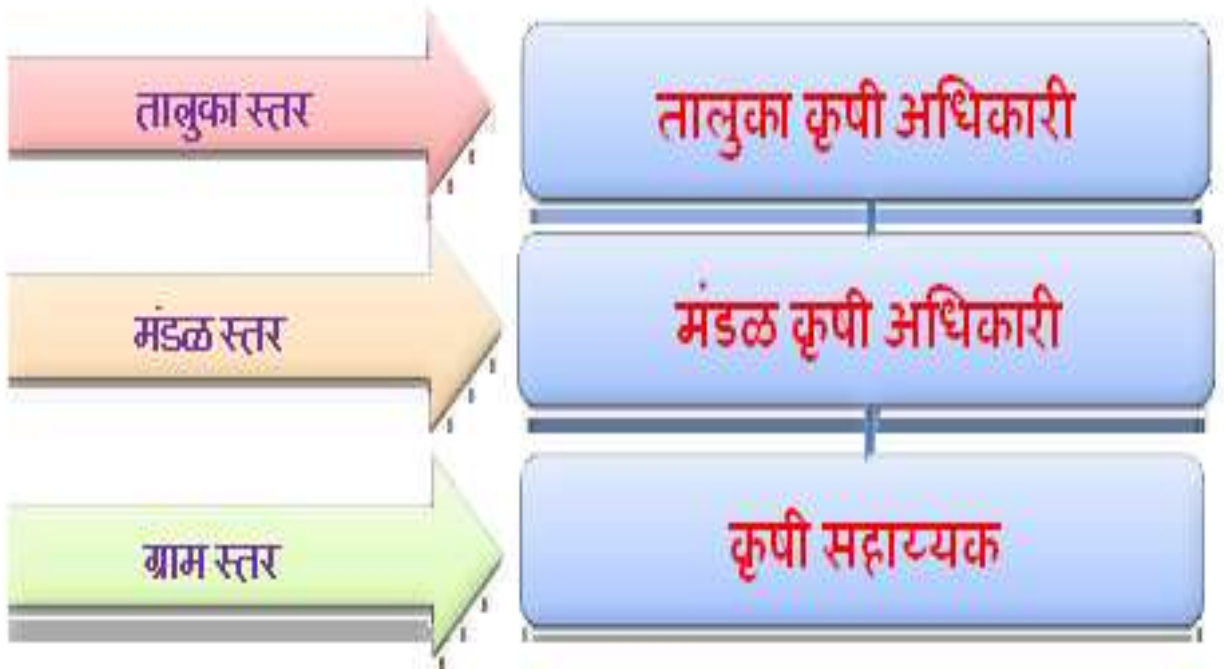 तालुका स्तर
तालुका कृषी अधिकारी
मंडळ स्तर
मंडळ कृषी अधिकारी
ग्राम स्तर
कृषी सहाय्यक